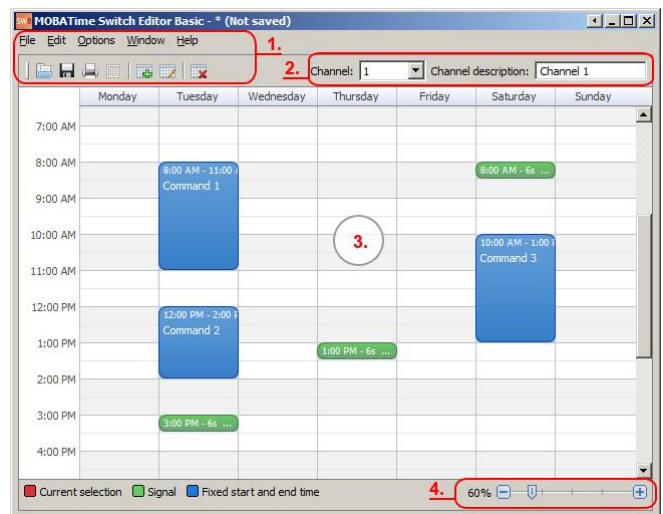 SWB MOBATime Switch Editor Basic - * (Not saved)
File Edit Options Window Help
1.
2. Channel: 1 Channel description: Channel 1
Monday Tuesday Wednesday Thursday Friday Saturday Sunday
7:00 AM
8:00 AM 8:00 AM - 11:00 A 8:00 AM - 6s ...
Command 1
9:00 AM
10:00 AM 3. 10:00 AM - 1:00 P
Command 3
11:00 AM
12:00 PM 12:00 PM - 2:00 P
Command 2
1:00 PM 1:00 PM - 6s ...
2:00 PM
3:00 PM 3:00 PM - 6s ...
4:00 PM
Current selection Signal Fixed start and end time 4. 60%